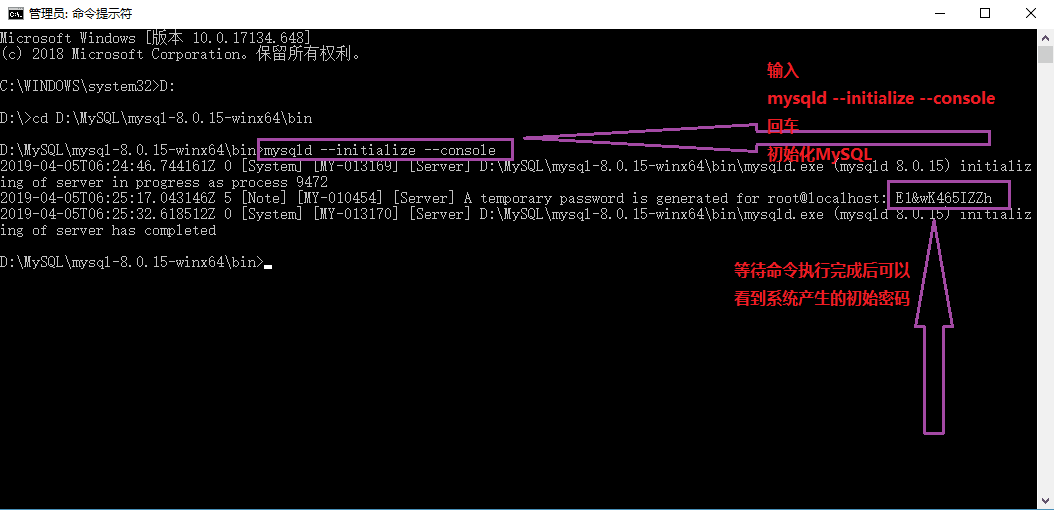 管理员: 命令提示符
Microsoft Windows [版本 10.0.17134.648]
(c) 2018 Microsoft Corporation。保留所有权利。
C:\WINDOWS\system32>D:
D:\>cd D:\MySQL\mysql-8.0.15-winx64\bin
D:\MySQL\mysql-8.0.15-winx64\bin>mysqld --initialize --console
2019-04-05T06:24:46.744161Z 0 [System] [MY-013169] [Server] D:\MySQL\mysql-8.0.15-winx64\bin\mysqld.exe (mysqld 8.0.15) initializ
ing of server in progress as process 9472
2019-04-05T06:25:17.043146Z 5 [Note] [MY-010454] [Server] A temporary password is generated for root@localhost: E1&wK465IZZh
2019-04-05T06:25:32.618512Z 0 [System] [MY-013170] [Server] D:\MySQL\mysql-8.0.15-winx64\bin\mysqld.exe (mysqld 8.0.15) initializ
ing of server has completed
D:\MySQL\mysql-8.0.15-winx64\bin>
输入
mysqld --initialize --console
回车
初始化MySQL
等待命令执行完成后可以
看到系统产生的初始密码